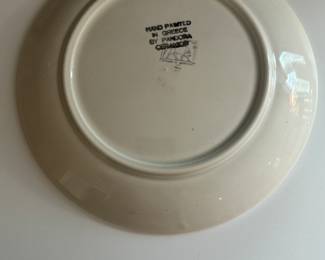 HAND PAINTED
IN GREECE
BY PANDORA
CERAMICS